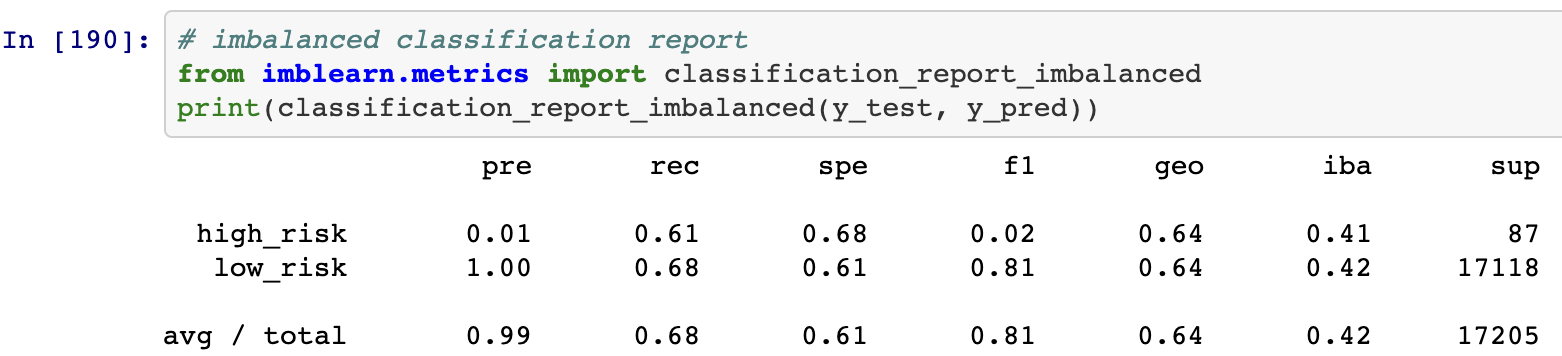 In [190]: # imbalanced classification report
from imblearn.metrics import classification_report_imbalanced
print(classification_report_imbalanced(y_test, y_pred))
pre rec spe f1 geo iba sup
high_risk 0.01 0.61 0.68 0.02 0.64 0.41 87
low_risk 1.00 0.68 0.61 0.81 0.64 0.42 17118
avg / total 0.99 0.68 0.61 0.81 0.64 0.42 17205